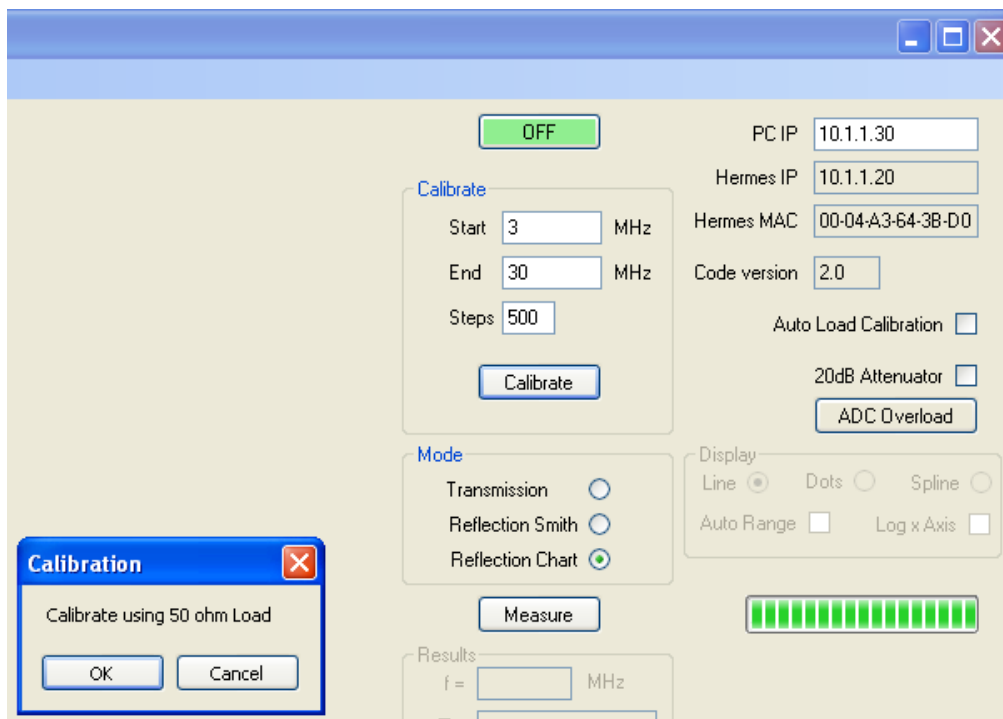 OFF
PC IP 10.1.1.30
Hermes IP 10.1.1.20
Hermes MAC 00-04-A3-64-3B-D0
Code version 2.0
Auto Load Calibration
20dB Attenuator
ADC Overload
Calibrate
Start 3 MHz
End 30 MHz
Steps 500
Calibrate
Mode
Transmission
Reflection Smith
Reflection Chart
Display
Line Dots Spline
Auto Range Log x Axis
Measure
Results
f = MHz
Calibration
Calibrate using 50 ohm Load
OK Cancel